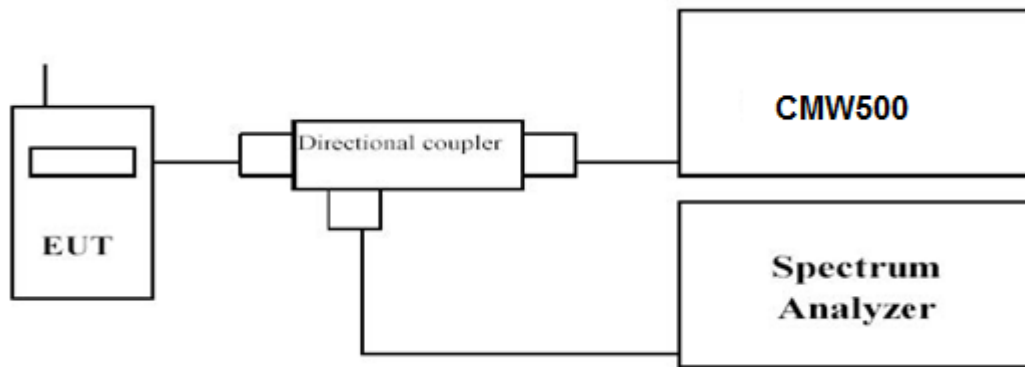 EUT
Directional coupler
CMW500
Spectrum
Analyzer